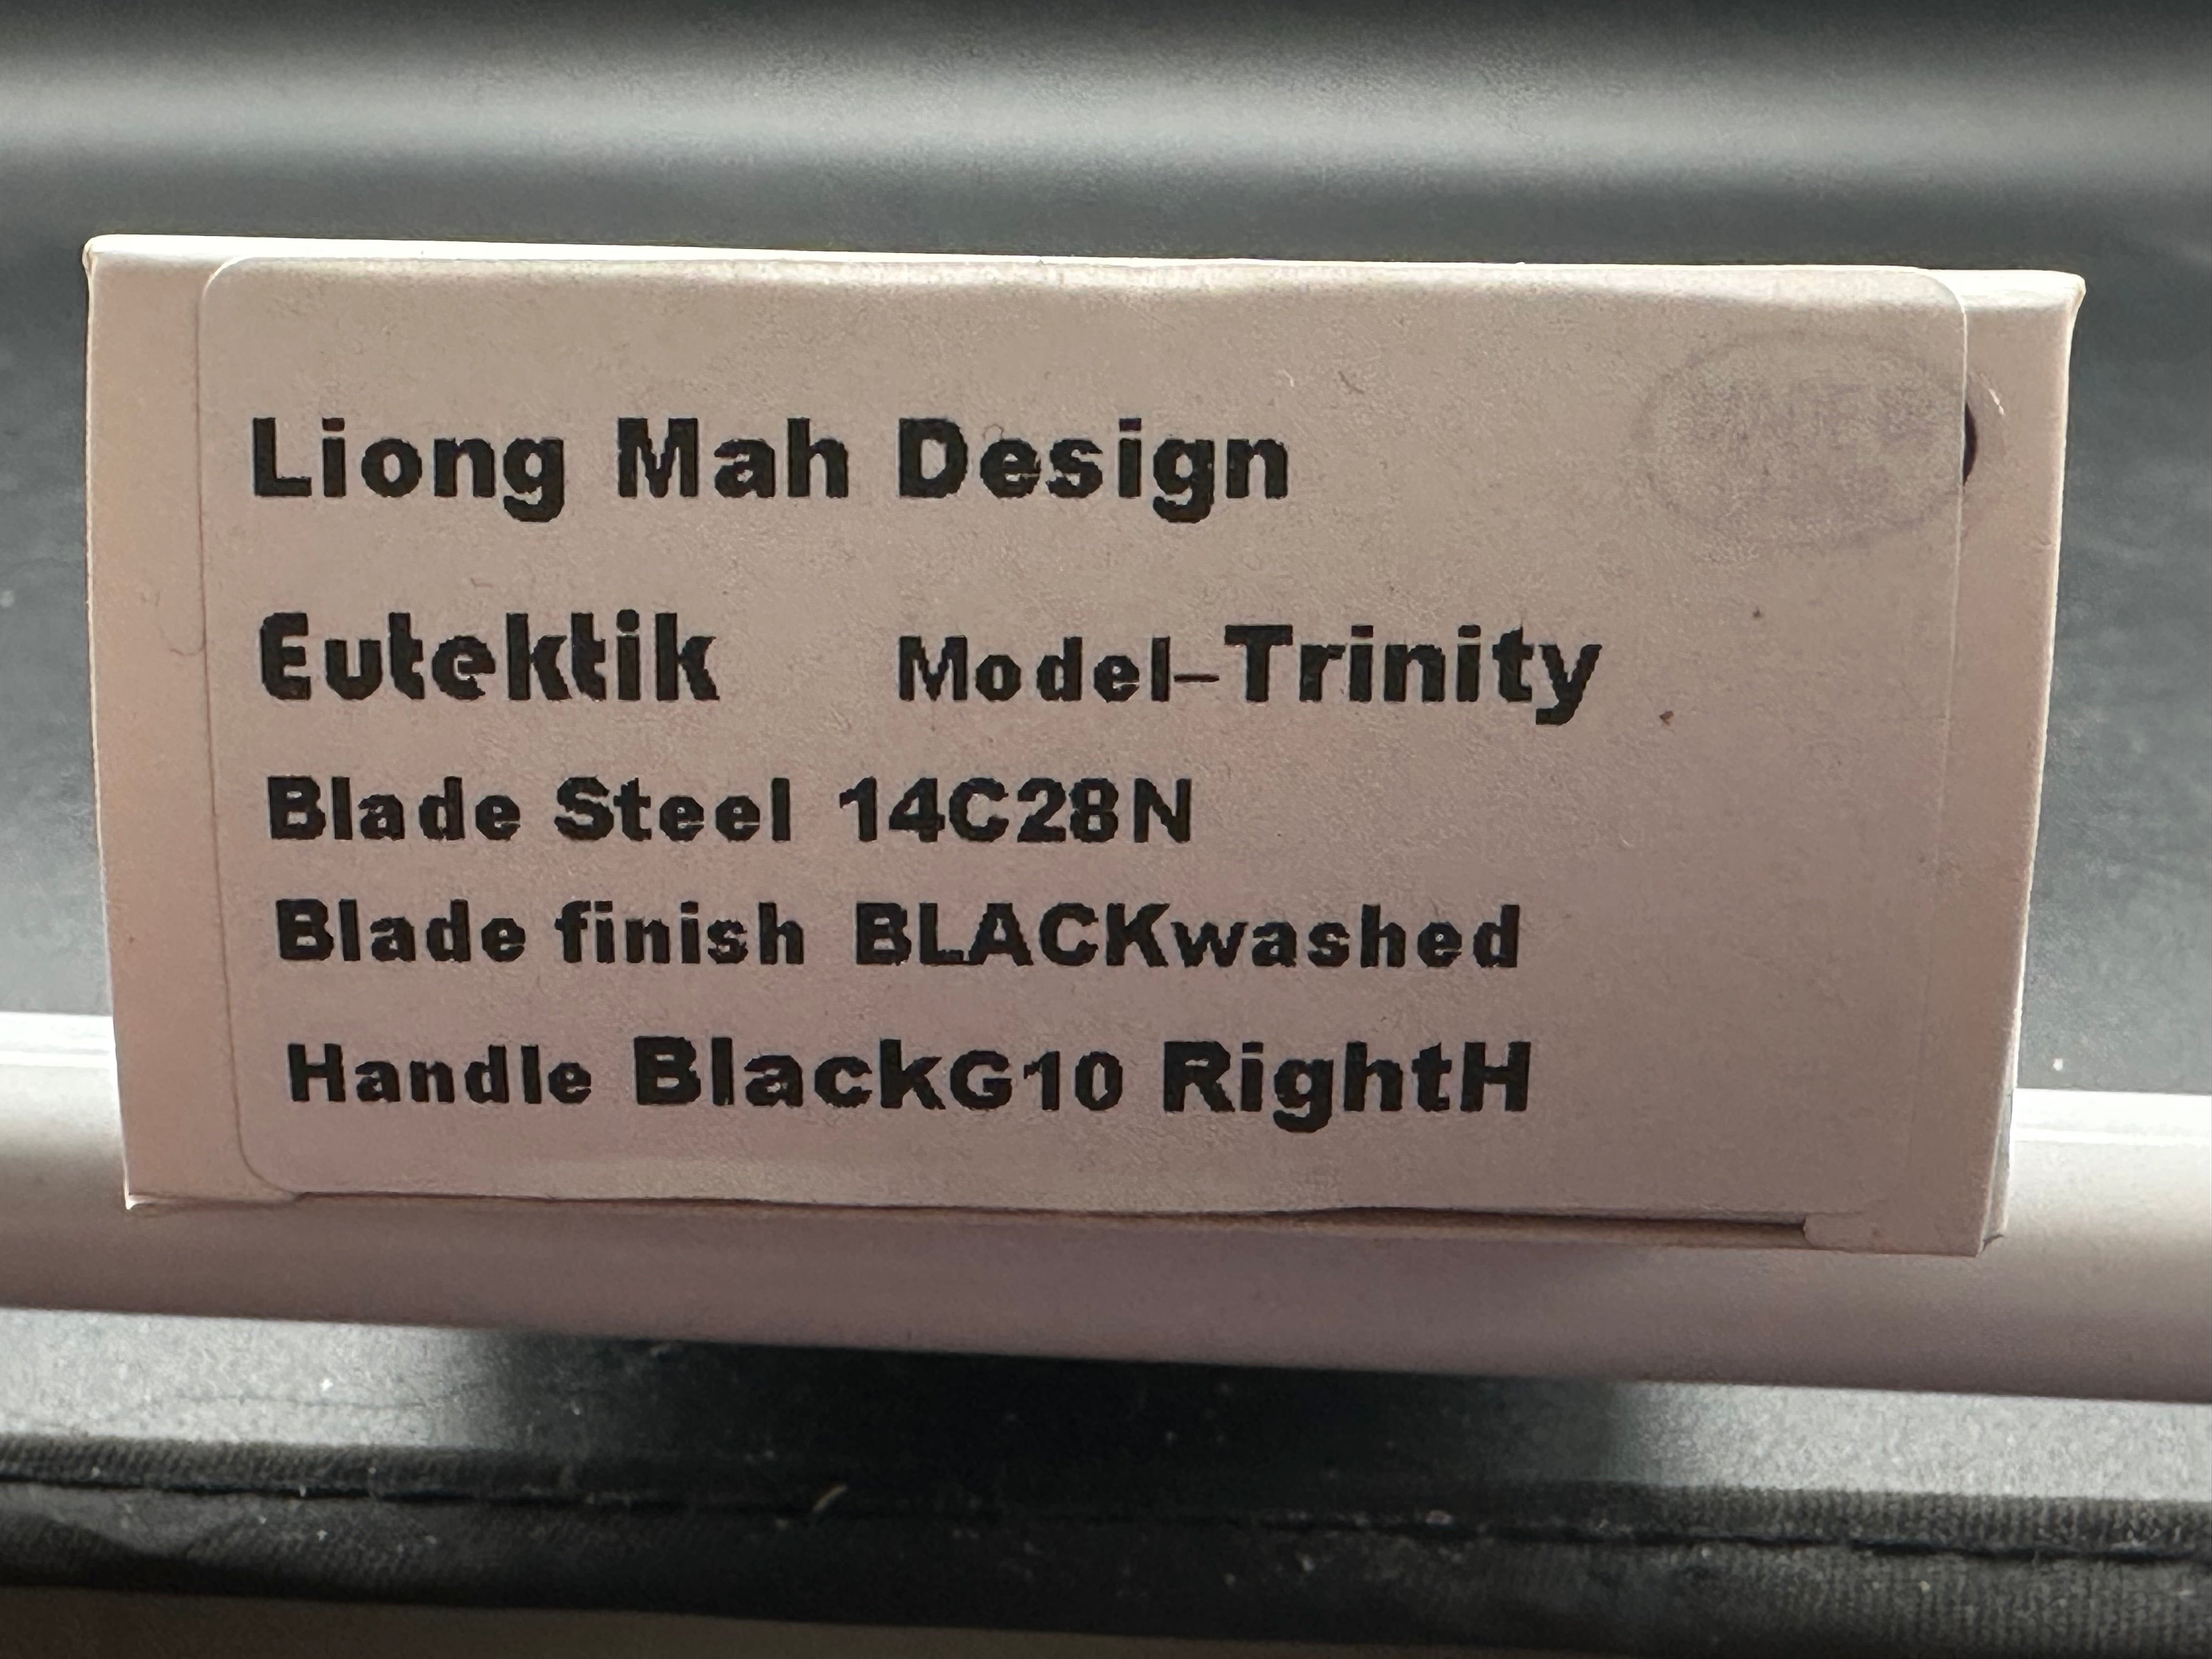 Liong Mah Design
Eutektik Model-Trinity
Blade Steel 14C28N
Blade finish BLACKwashed
Handle BlackG10 RightH